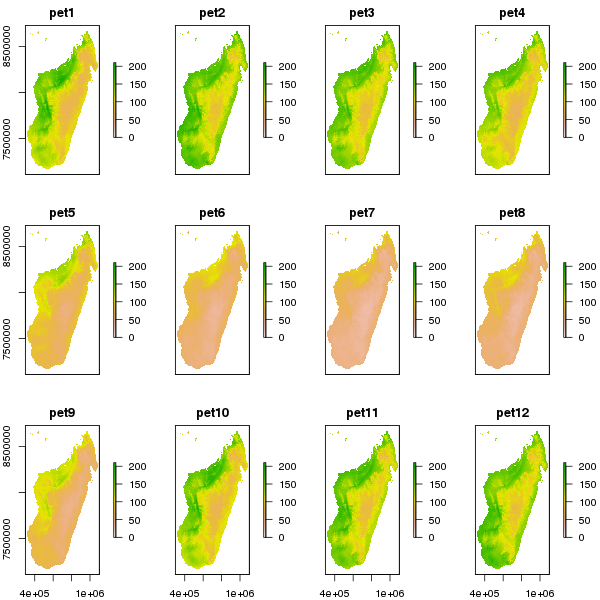 pet1 pet2 pet3 pet4
8500000
200 200 200 200
150 150 150 150
100 100 100 100
50 50 50 50
7500000
0 0 0 0
pet5 pet6 pet7 pet8
8500000
200 200 200 200
150 150 150 150
100 100 100 100
50 50 50 50
7500000
0 0 0 0
pet9 pet10 pet11 pet12
8500000
200 200 200 200
150 150 150 150
100 100 100 100
50 50 50 50
7500000
0 0 0 0
4e+05 1e+06 4e+05 1e+06 4e+05 1e+06 4e+05 1e+06